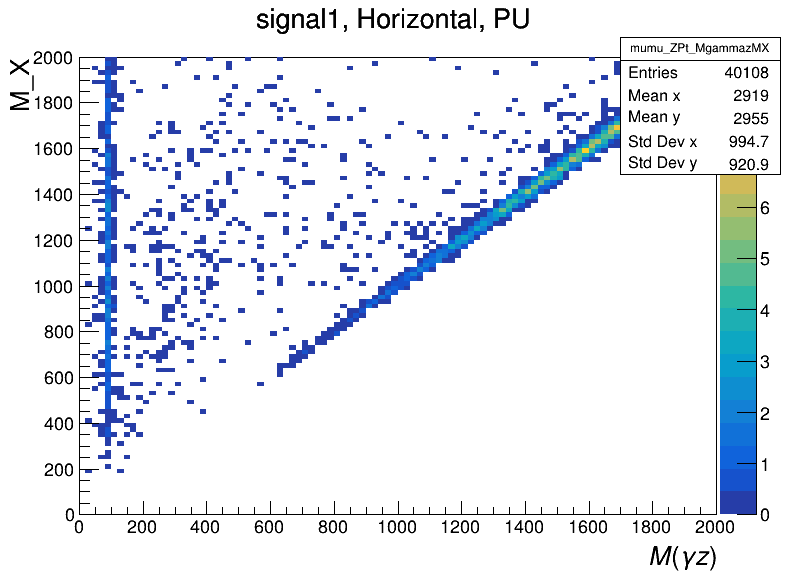 signal1, Horizontal, PU
mumu_ZPt_MgammazMX
Entries 40108
Mean x 2919
Mean y 2955
Std Dev x 994.7
Std Dev y 920.9
M_X
2000
1800
1600
1400
1200
1000
800
600
400
200
0
6
5
4
3
2
1
0
0 200 400 600 800 1000 1200 1400 1600 1800 2000
M(γz)